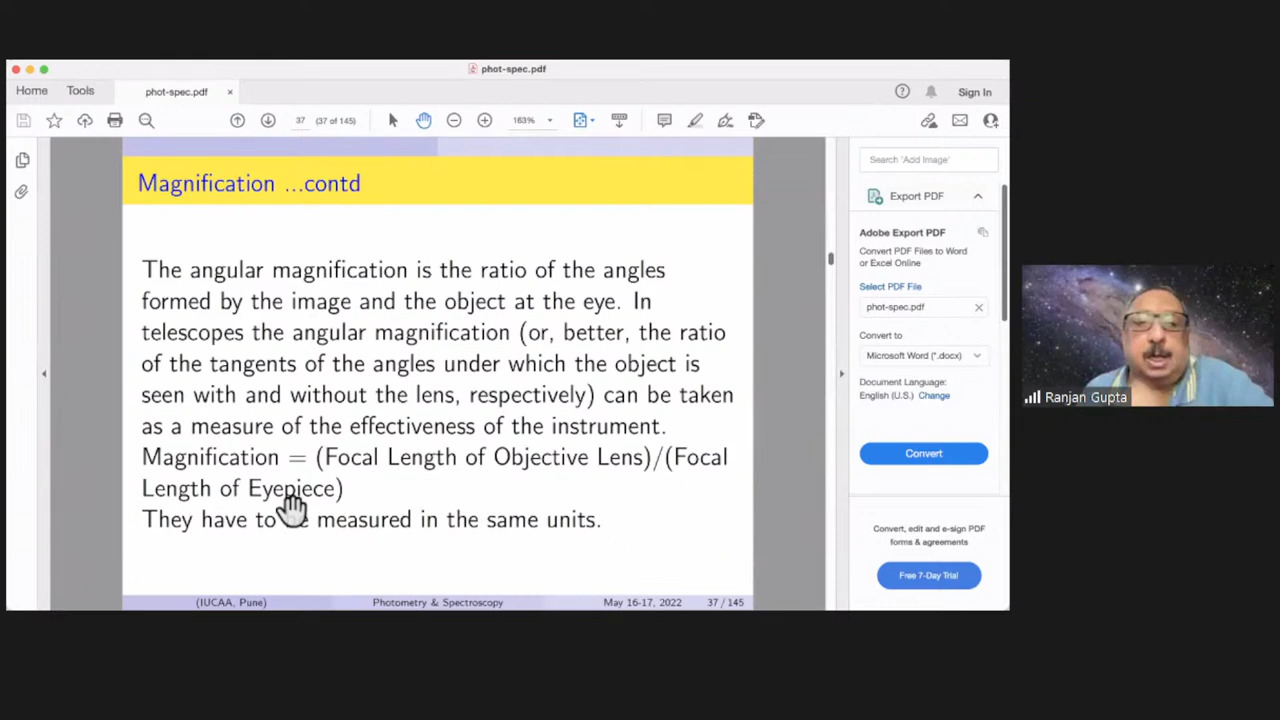 phot-spec.pdf
Home Tools phot-spec.pdf × Sign In
37 (37 of 145) 163%
Magnification ...contd
The angular magnification is the ratio of the angles
formed by the image and the object at the eye. In
telescopes the angular magnification (or, better, the ratio
of the tangents of the angles under which the object is
seen with and without the lens, respectively) can be taken
as a measure of the effectiveness of the instrument.
Magnification = (Focal Length of Objective Lens)/(Focal
Length of Eyepiece)
They have to be measured in the same units.
(IUCAA, Pune) Photometry & Spectroscopy May 16-17, 2022 37 / 145
Search 'Add Image'
Export PDF
Adobe Export PDF
Convert PDF Files to Word
or Excel Online
Select PDF File
phot-spec.pdf
Convert to
Microsoft Word (*.docx)
Document Language:
English (U.S.) Change
Convert
Convert, edit and e-sign PDF
forms & agreements
Free 7-Day Trial
Ranjan Gupta